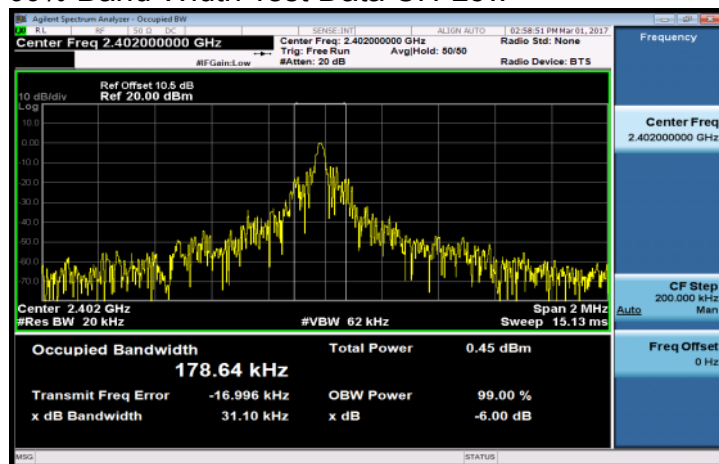 Agilent Spectrum Analyzer - Occupied BW
RL RF 50 Ω DC SENSE:INT ALIGN AUTO 02:58:51 PM Mar 01, 2017
Center Freq 2.402000000 GHz
Center Freq: 2.402000000 GHz
Radio Std: None
Trig: Free Run Avg|Hold: 50/50
#IFGain:Low
#Atten: 20 dB
Radio Device: BTS
Ref Offset 10.5 dB
10 dB/div Ref 20.00 dBm
Log
10.0
0.00
-10.0
-20.0
-30.0
-40.0
-50.0
-60.0
-70.0
Center 2.402 GHz Span 2 MHz
#Res BW 20 kHz #VBW 62 kHz Sweep 15.13 ms
Occupied Bandwidth Total Power 0.45 dBm
178.64 kHz
Transmit Freq Error -16.996 kHz OBW Power 99.00 %
x dB Bandwidth 31.10 kHz x dB -6.00 dB
MSG STATUS
Frequency
Center Freq
2.402000000 GHz
CF Step
200.000 kHz
Auto Man
Freq Offset
0 Hz